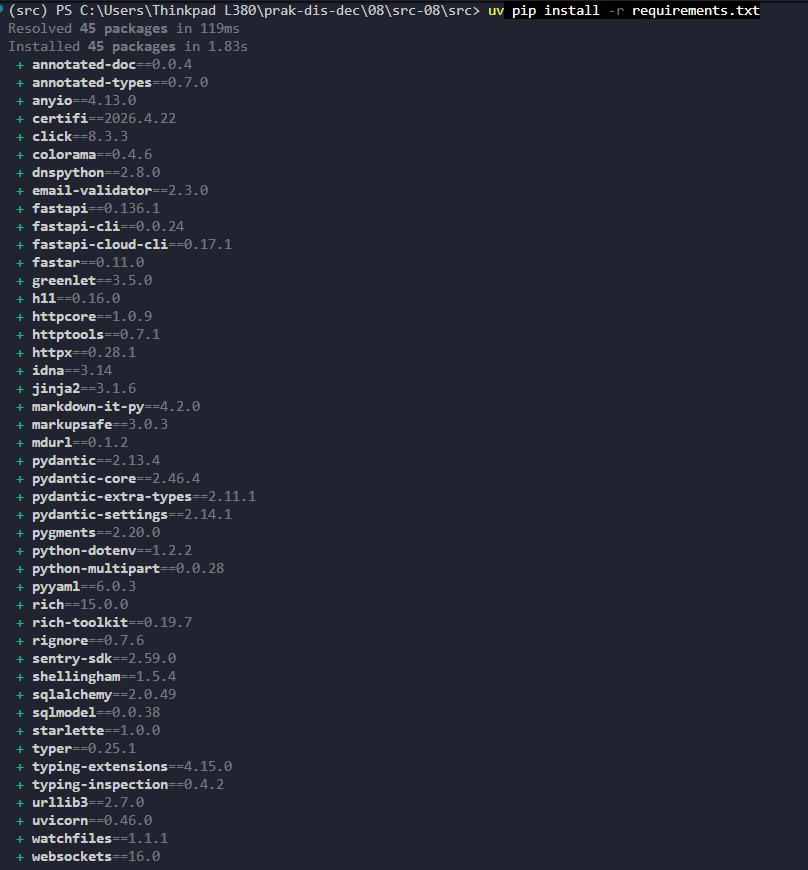 (src) PS C:\Users\Thinkpad L380\prak-dis-dec\08\src-08\src> uv pip install -r requirements.txt
Resolved 45 packages in 119ms
Installed 45 packages in 1.83s
+ annotated-doc==0.0.4
+ annotated-types==0.7.0
+ anyio==4.13.0
+ certifi==2026.4.22
+ click==8.3.3
+ colorama==0.4.6
+ dnspython==2.8.0
+ email-validator==2.3.0
+ fastapi==0.136.1
+ fastapi-cli==0.0.24
+ fastapi-cloud-cli==0.17.1
+ fastar==0.11.0
+ greenlet==3.5.0
+ h11==0.16.0
+ httpcore==1.0.9
+ httptools==0.7.1
+ httpx==0.28.1
+ idna==3.14
+ jinja2==3.1.6
+ markdown-it-py==4.2.0
+ markupsafe==3.0.3
+ mdurl==0.1.2
+ pydantic==2.13.4
+ pydantic-core==2.46.4
+ pydantic-extra-types==2.11.1
+ pydantic-settings==2.14.1
+ pygments==2.20.0
+ python-dotenv==1.2.2
+ python-multipart==0.0.28
+ pyyaml==6.0.3
+ rich==15.0.0
+ rich-toolkit==0.19.7
+ rignore==0.7.6
+ sentry-sdk==2.59.0
+ shellingham==1.5.4
+ sqlalchemy==2.0.49
+ sqlmodel==0.0.38
+ starlette==1.0.0
+ typer==0.25.1
+ typing-extensions==4.15.0
+ typing-inspection==0.4.2
+ urllib3==2.7.0
+ uvicorn==0.46.0
+ watchfiles==1.1.1
+ websockets==16.0